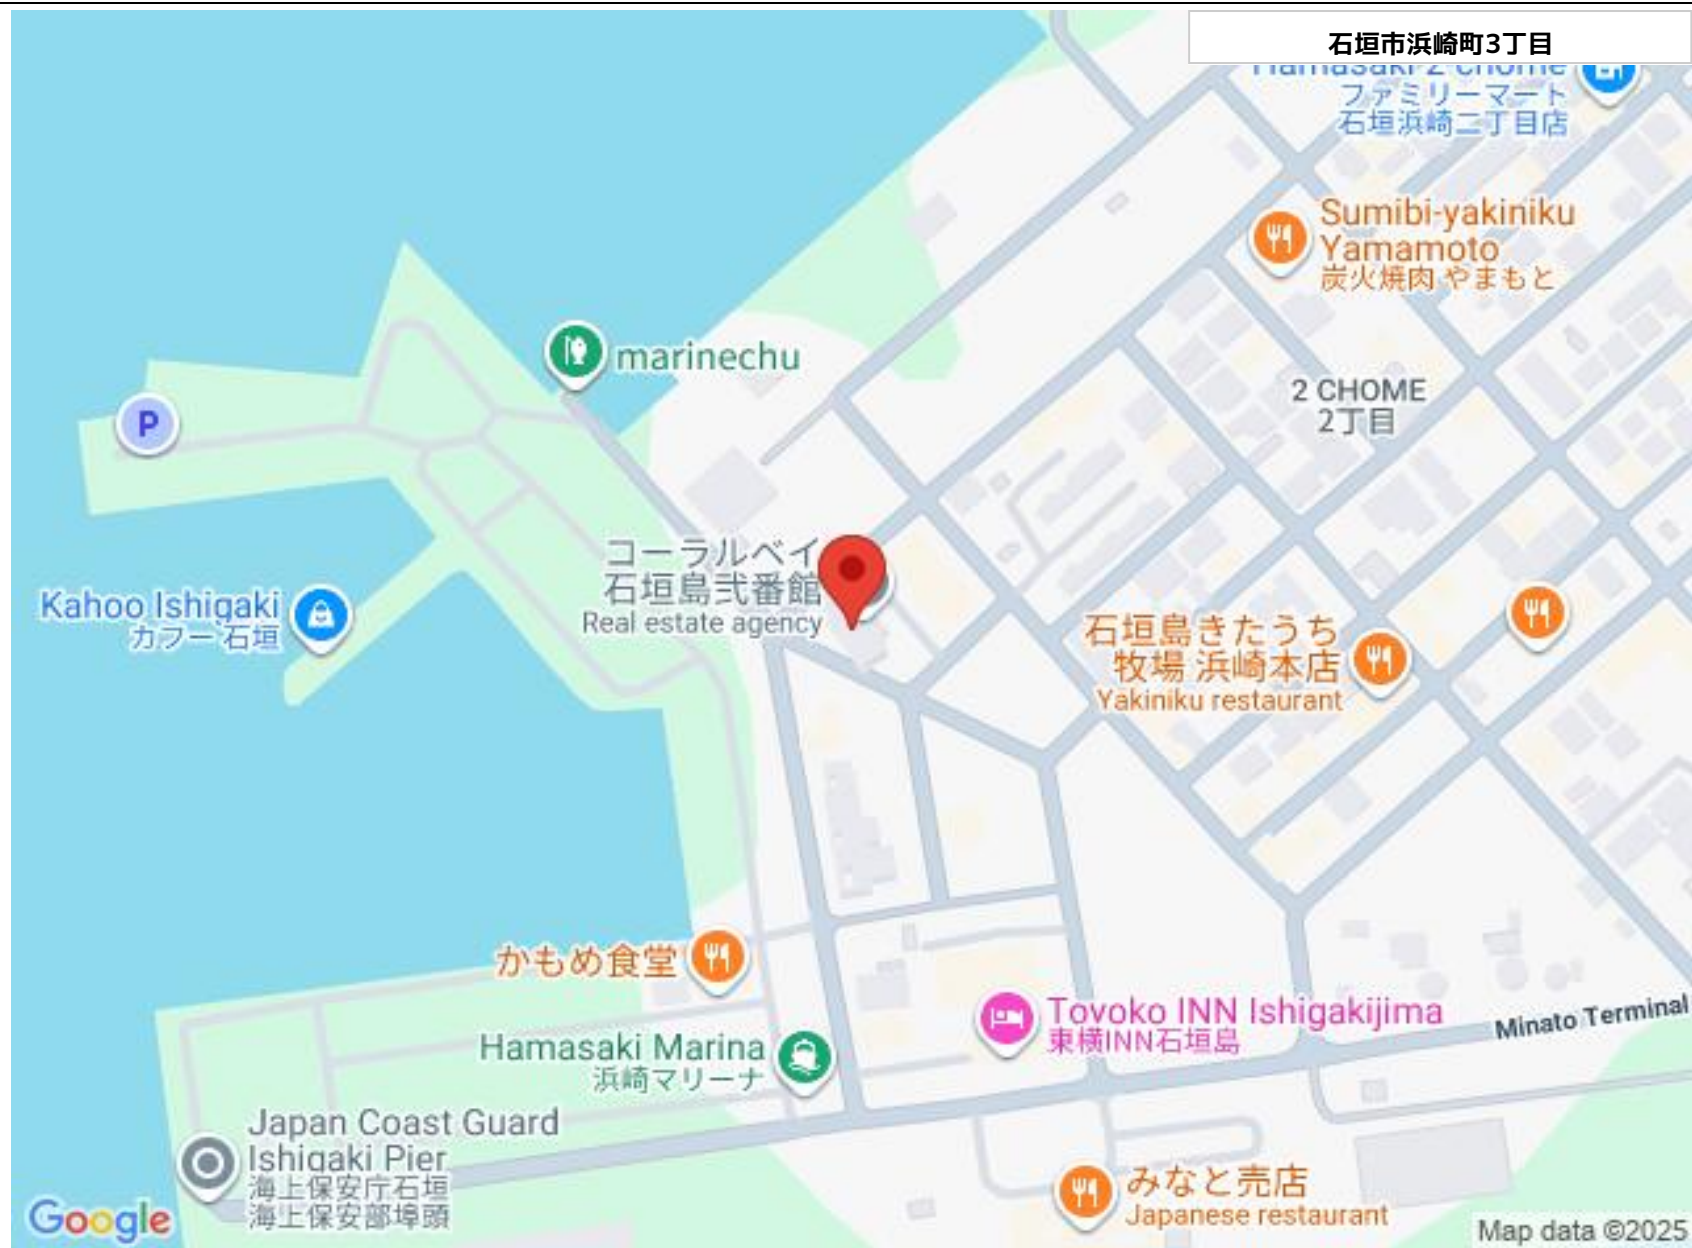 石垣市浜崎町3丁目
Hamasaki 2 chome
ファミリーマート
石垣浜崎二丁目店
Sumibi-yakiniku
Yamamoto
炭火焼肉 やまもと
marinechu
2 CHOME
2丁目
P
コーラルベイ
石垣島弐番館
Real estate agency
Kahoo Ishigaki
カフー 石垣
石垣島きたうち
牧場 浜崎本店
Yakiniku restaurant
かもめ食堂
Toyoko INN Ishigakijima
東横INN石垣島
Minato Terminal
Hamasaki Marina
浜崎マリーナ
Japan Coast Guard
Ishigaki Pier
海上保安庁石垣
海上保安部埠頭
みなと売店
Japanese restaurant
Google
Map data ©2025